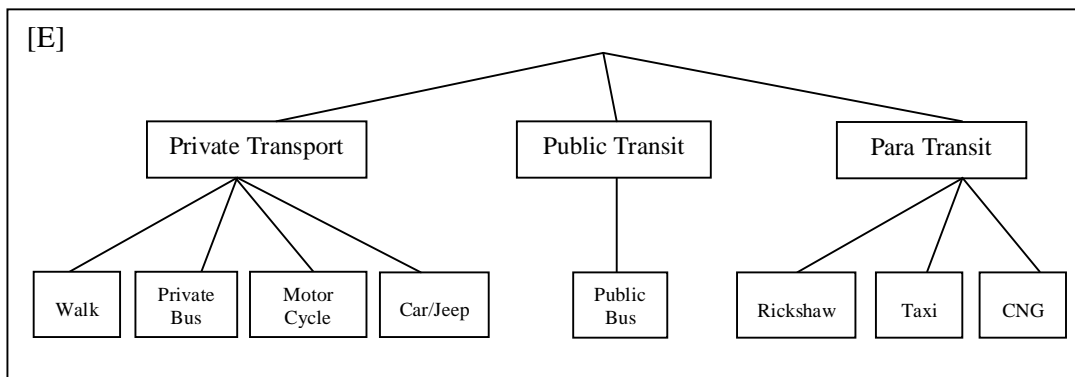 [E]
Private Transport
Public Transit
Para Transit
Walk
Private
Bus
Motor
Cycle
Car/Jeep
Public
Bus
Rickshaw
Taxi
CNG